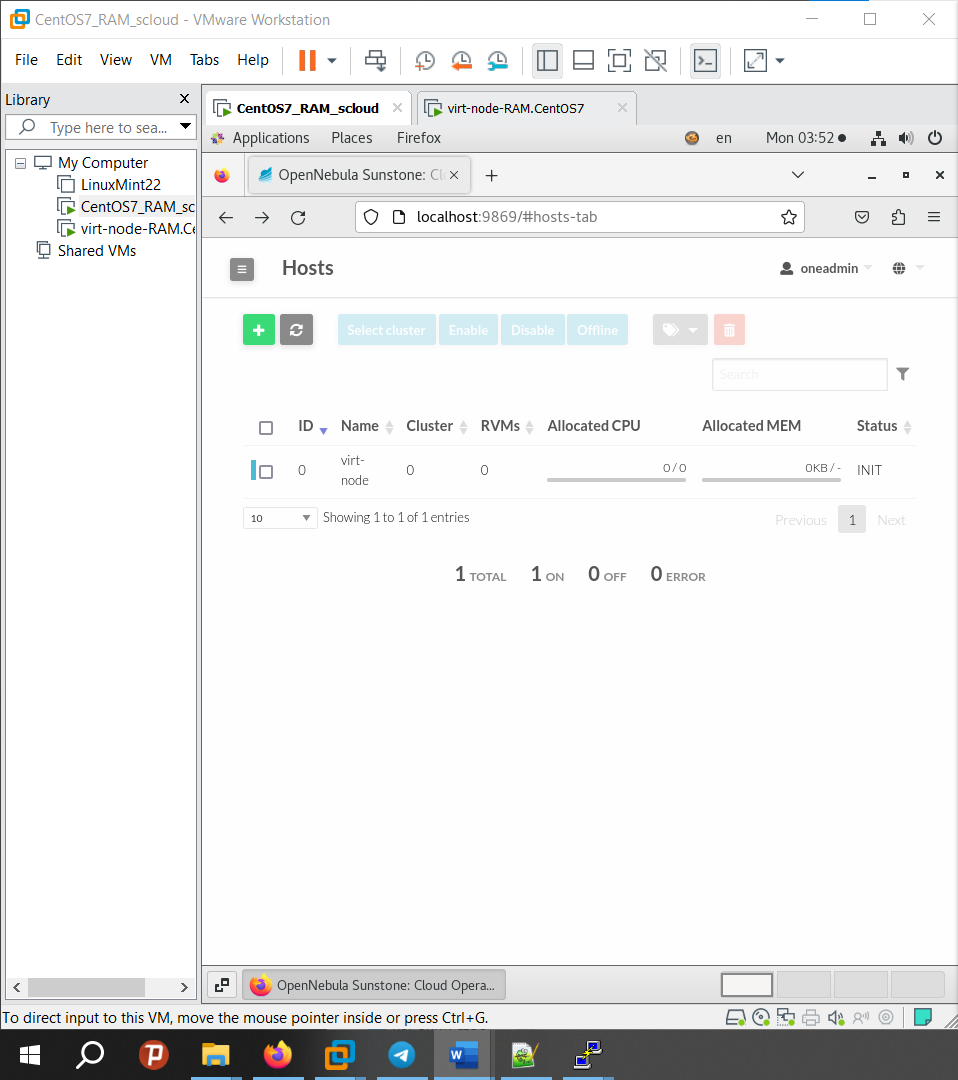 CentOS7_RAM_scloud - VMware Workstation
File Edit View VM Tabs Help
Library
CentOS7_RAM_scloud
virt-node-RAM.CentOS7
Type here to sea...
Applications Places Firefox en Mon 03:52
My Computer
LinuxMint22
CentOS7_RAM_sc
virt-node-RAM.Ce
Shared VMs
OpenNebula Sunstone: Clo
localhost:9869/#hosts-tab
Hosts
oneadmin
Select cluster Enable Disable Offline
Search
ID Name Cluster RVMs Allocated CPU Allocated MEM Status
0 virt-node 0 0 0 / 0 0KB / - INIT
10 Showing 1 to 1 of 1 entries
Previous 1 Next
1 TOTAL 1 ON 0 OFF 0 ERROR
OpenNebula Sunstone: Cloud Opera...
To direct input to this VM, move the mouse pointer inside or press Ctrl+G.